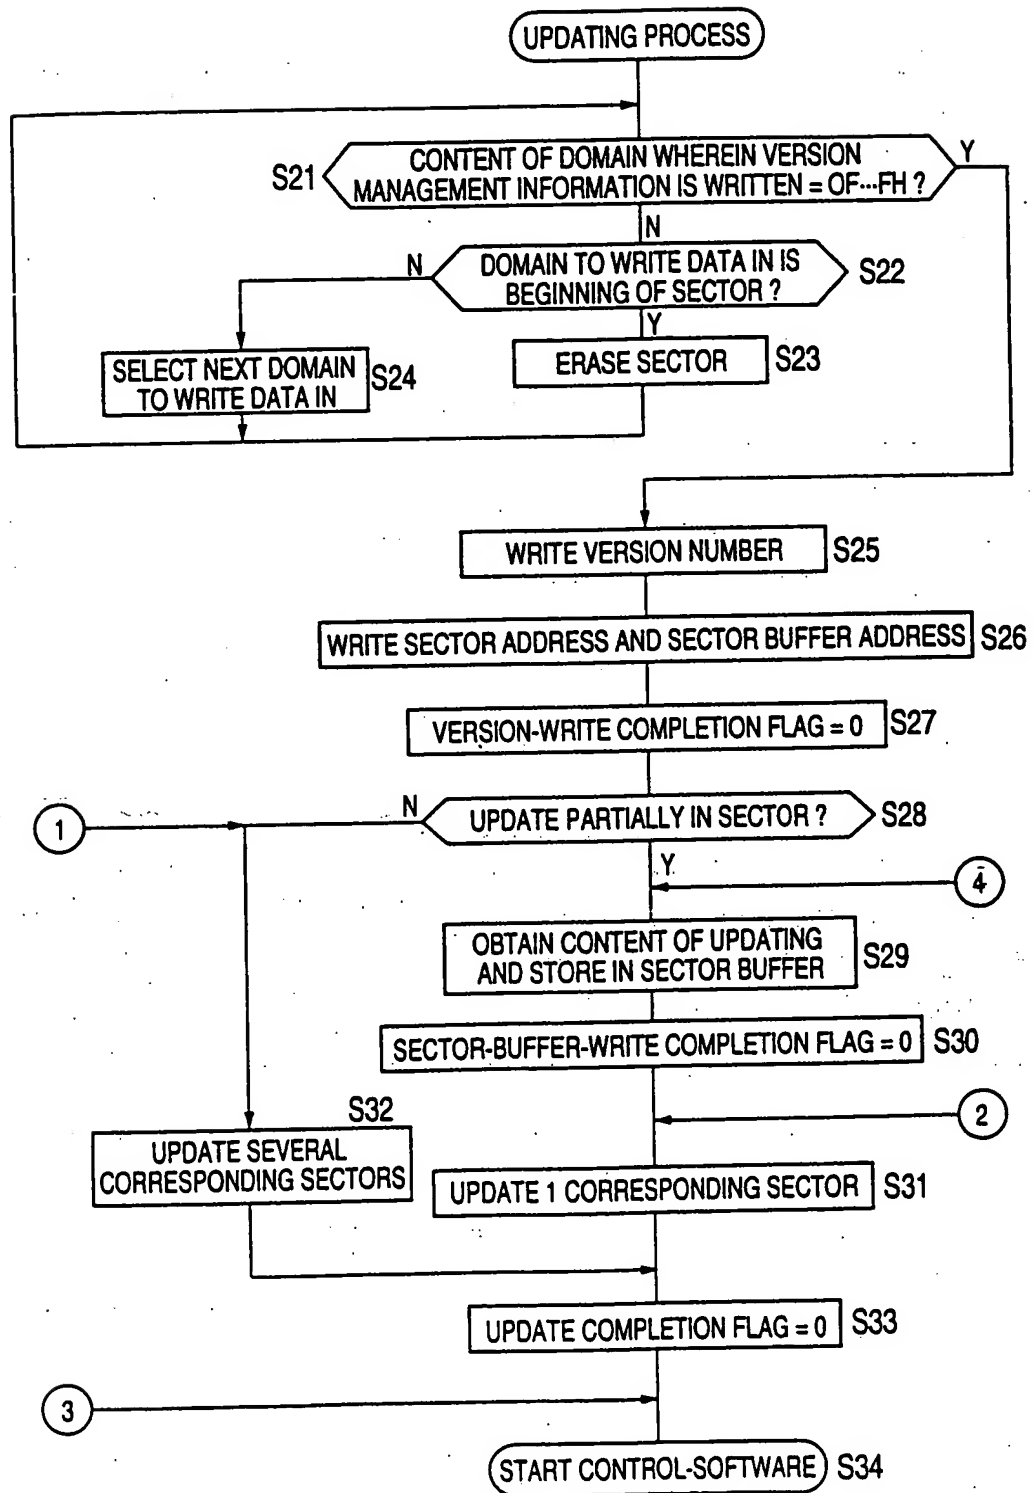 UPDATING PROCESS
S21
CONTENT OF DOMAIN WHEREIN VERSION
MANAGEMENT INFORMATION IS WRITTEN = OF···FH ?
Y
N
N
DOMAIN TO WRITE DATA IN IS
BEGINNING OF SECTOR ?
S22
Y
SELECT NEXT DOMAIN
TO WRITE DATA IN
S24
ERASE SECTOR
S23
WRITE VERSION NUMBER
S25
WRITE SECTOR ADDRESS AND SECTOR BUFFER ADDRESS
S26
VERSION-WRITE COMPLETION FLAG = 0
S27
1
N
UPDATE PARTIALLY IN SECTOR ?
S28
Y
4
OBTAIN CONTENT OF UPDATING
AND STORE IN SECTOR BUFFER
S29
SECTOR-BUFFER-WRITE COMPLETION FLAG = 0
S30
2
S32
UPDATE SEVERAL
CORRESPONDING SECTORS
UPDATE 1 CORRESPONDING SECTOR
S31
UPDATE COMPLETION FLAG = 0
S33
3
START CONTROL-SOFTWARE
S34